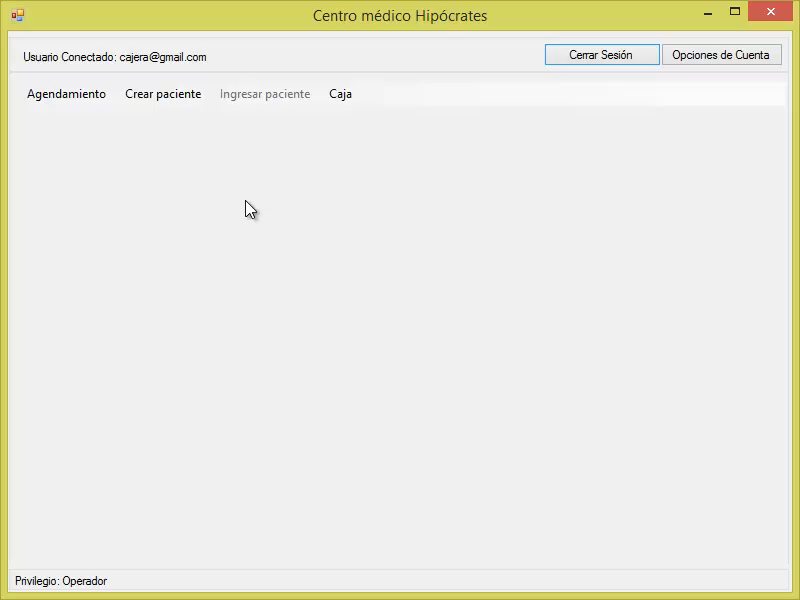 Centro médico Hipócrates
Usuario Conectado: cajera@gmail.com
Cerrar Sesión
Opciones de Cuenta
Agendamiento
Crear paciente
Ingresar paciente
Caja
Privilegio: Operador